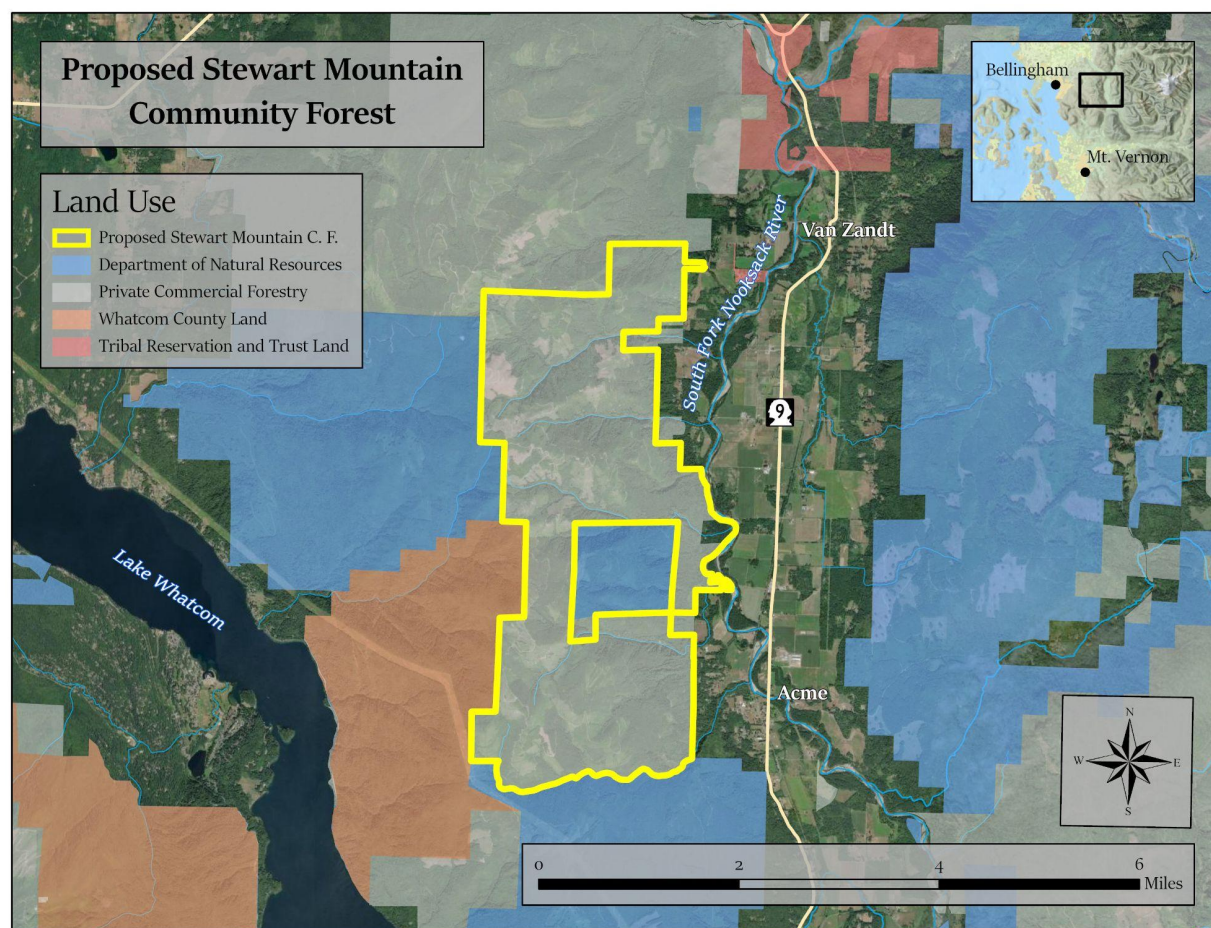 Proposed Stewart Mountain
Community Forest
Land Use
Proposed Stewart Mountain C. F.
Department of Natural Resources
Private Commercial Forestry
Whatcom County Land
Tribal Reservation and Trust Land
Bellingham
Mt. Vernon
Van Zandt
South Fork Nooksack River
9
Lake Whatcom
Acme
N
W E
S
0 2 4 6
Miles